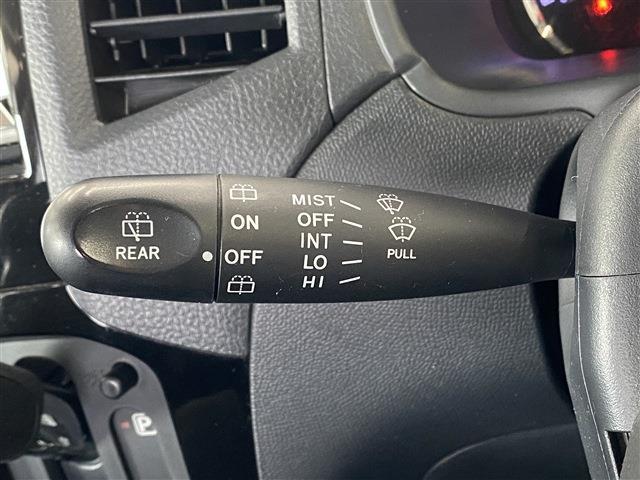 REAR
ON
OFF
MIST
OFF
INT
LO
HI
PULL
P